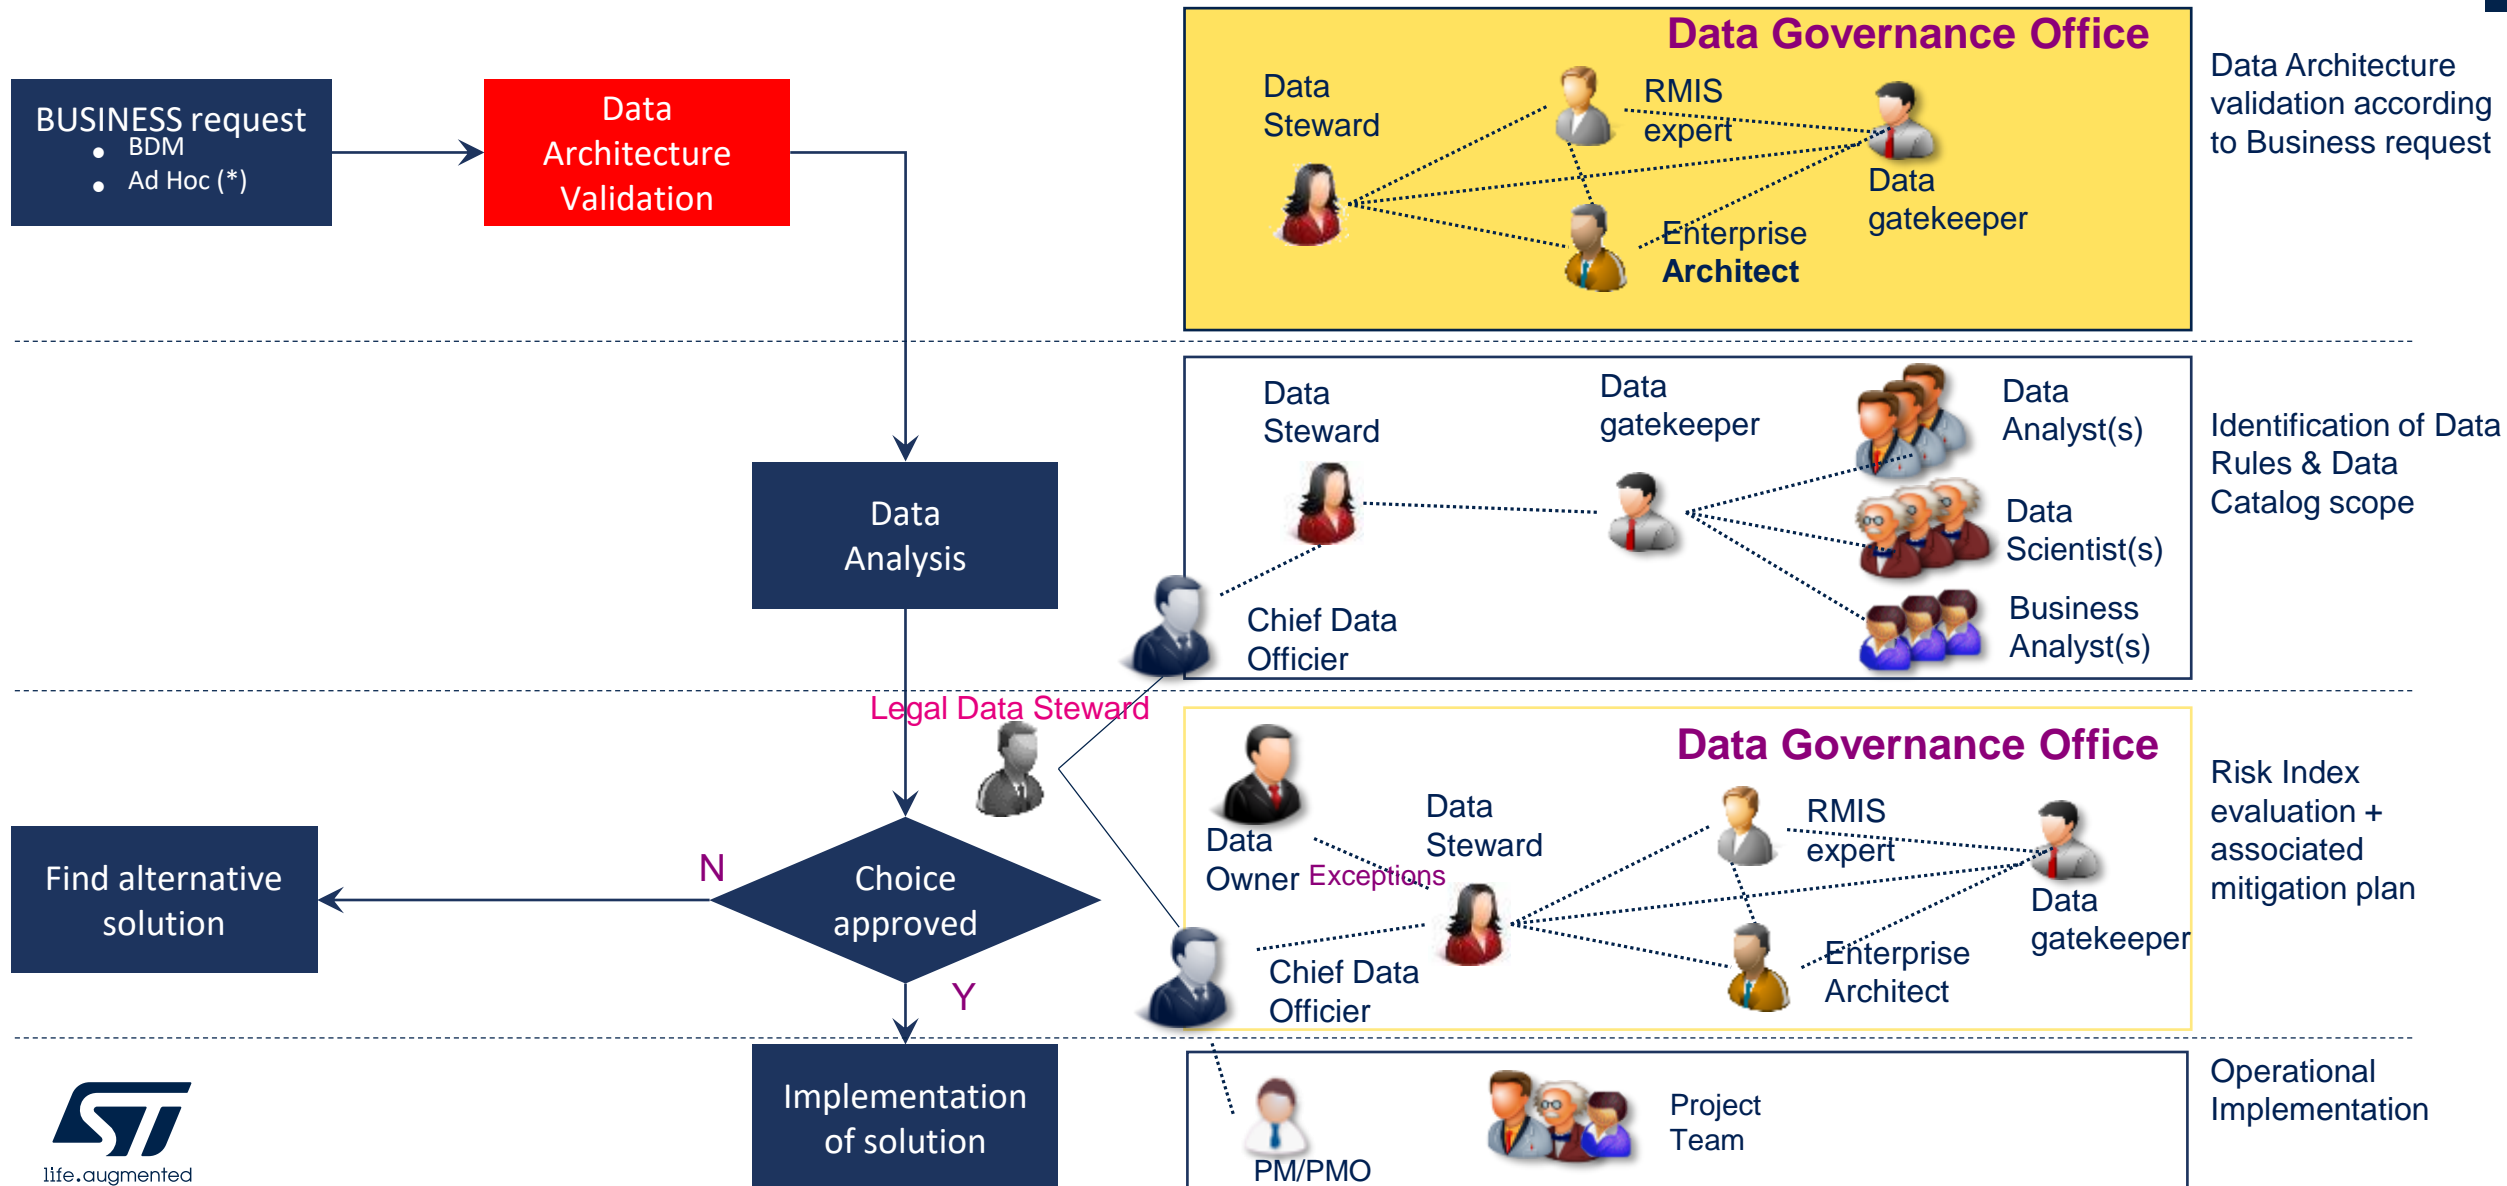 Data Governance Office
BUSINESS request
• BDM
• Ad Hoc (*)
Data
Architecture
Validation
Data
Steward
RMIS
expert
Data
gatekeeper
Enterprise
Architect
Data Architecture
validation according
to Business request
Data
Analysis
Data
Steward
Data
gatekeeper
Data
Analyst(s)
Data
Scientist(s)
Business
Analyst(s)
Chief Data
Officier
Identification of Data
Rules & Data
Catalog scope
Legal Data Steward
Find alternative
solution
N
Choice
approved
Y
Data Governance Office
Data
Owner
Exceptions
Data
Steward
RMIS
expert
Data
gatekeeper
Enterprise
Architect
Chief Data
Officier
Risk Index
evaluation +
associated
mitigation plan
Implementation
of solution
PM/PMO
Project
Team
Operational
Implementation
ST
life.augmented